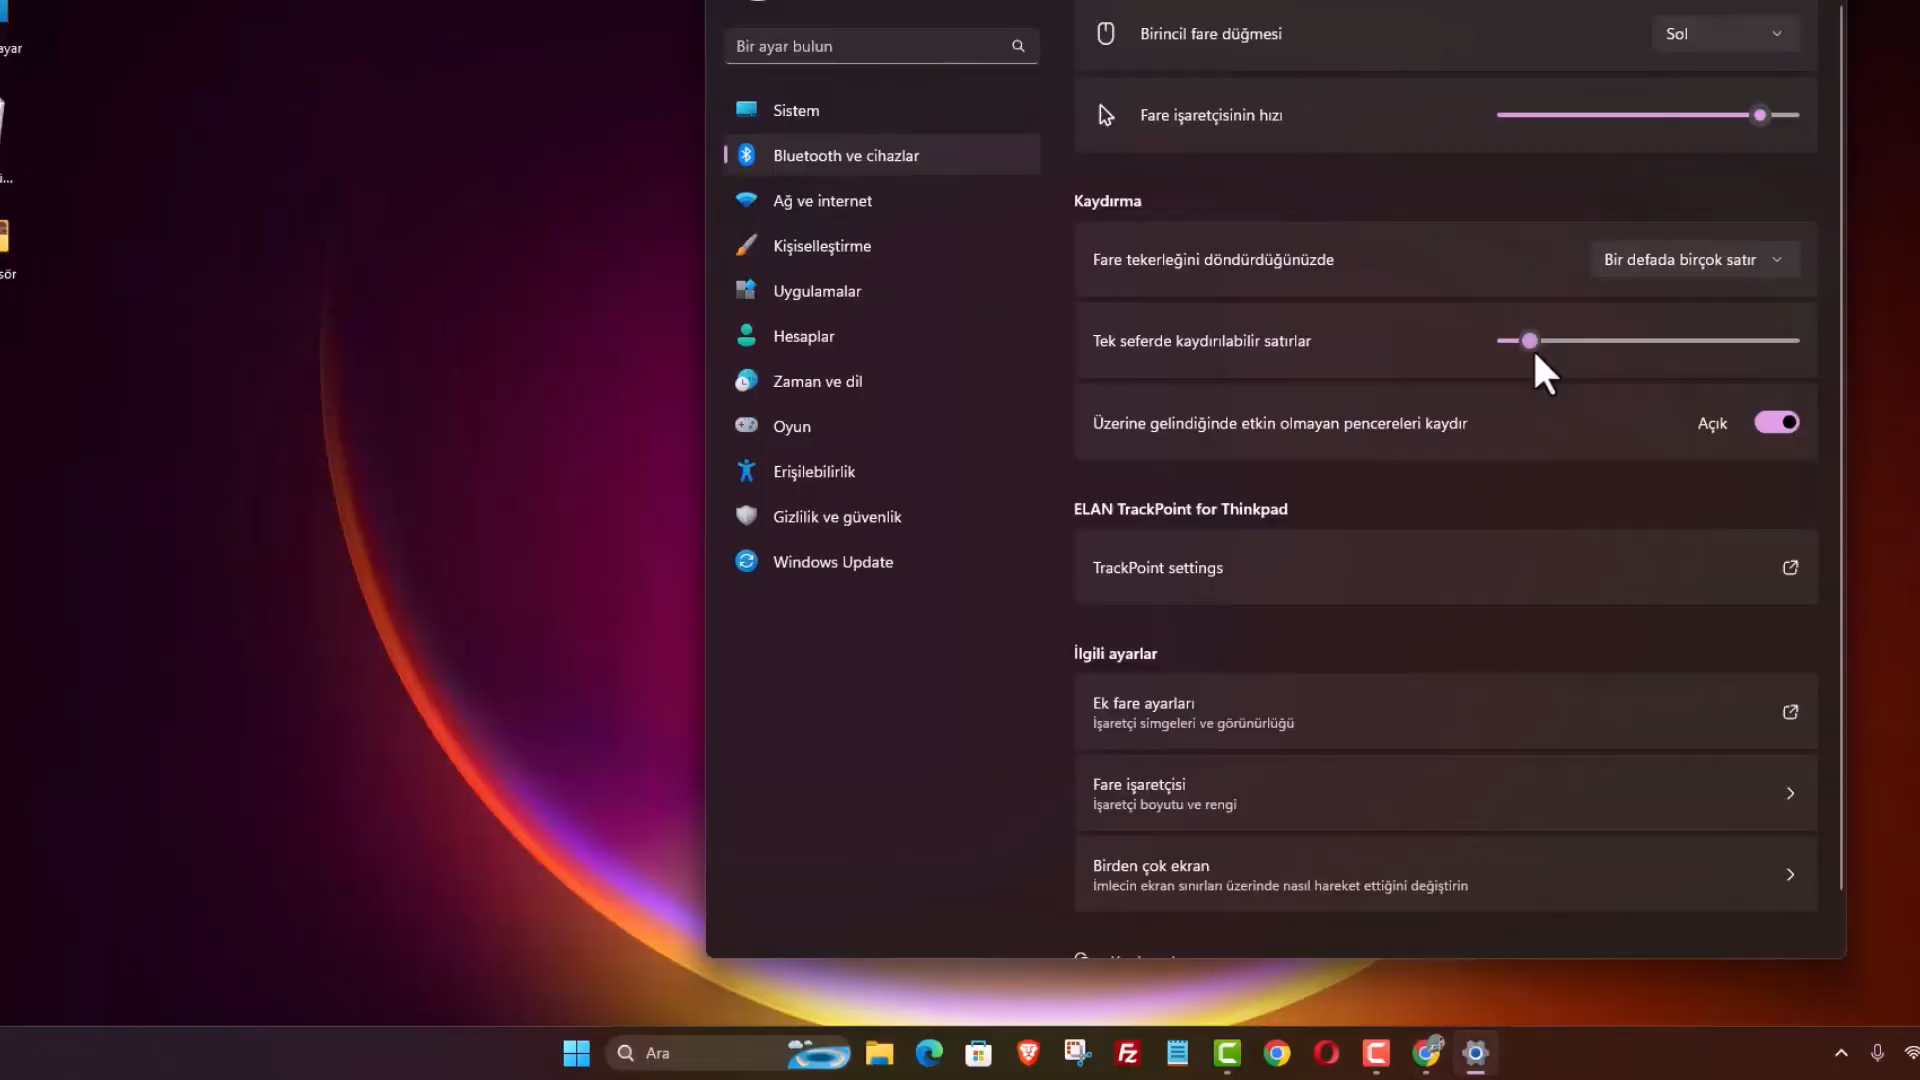 ayar
ü...
sör
Bir ayar bulun
Sistem
Bluetooth ve cihazlar
Ağ ve internet
Kişiselleştirme
Uygulamalar
Hesaplar
Zaman ve dil
Oyun
Erişilebilirlik
Gizlilik ve güvenlik
Windows Update
Birincil fare düğmesi
Sol
Fare işaretçisinin hızı
Kaydırma
Fare tekerleğini döndürdüğünüzde
Bir defada birçok satır
Tek seferde kaydırılabilir satırlar
Üzerine gelindiğinde etkin olmayan pencereleri kaydır
Açık
ELAN TrackPoint for Thinkpad
TrackPoint settings
İlgili ayarlar
Ek fare ayarları
İşaretçi simgeleri ve görünürlüğü
Fare işaretçisi
İşaretçi boyutu ve rengi
Birden çok ekran
İmlecin ekran sınırları üzerinde nasıl hareket ettiğini değiştirin
Ara